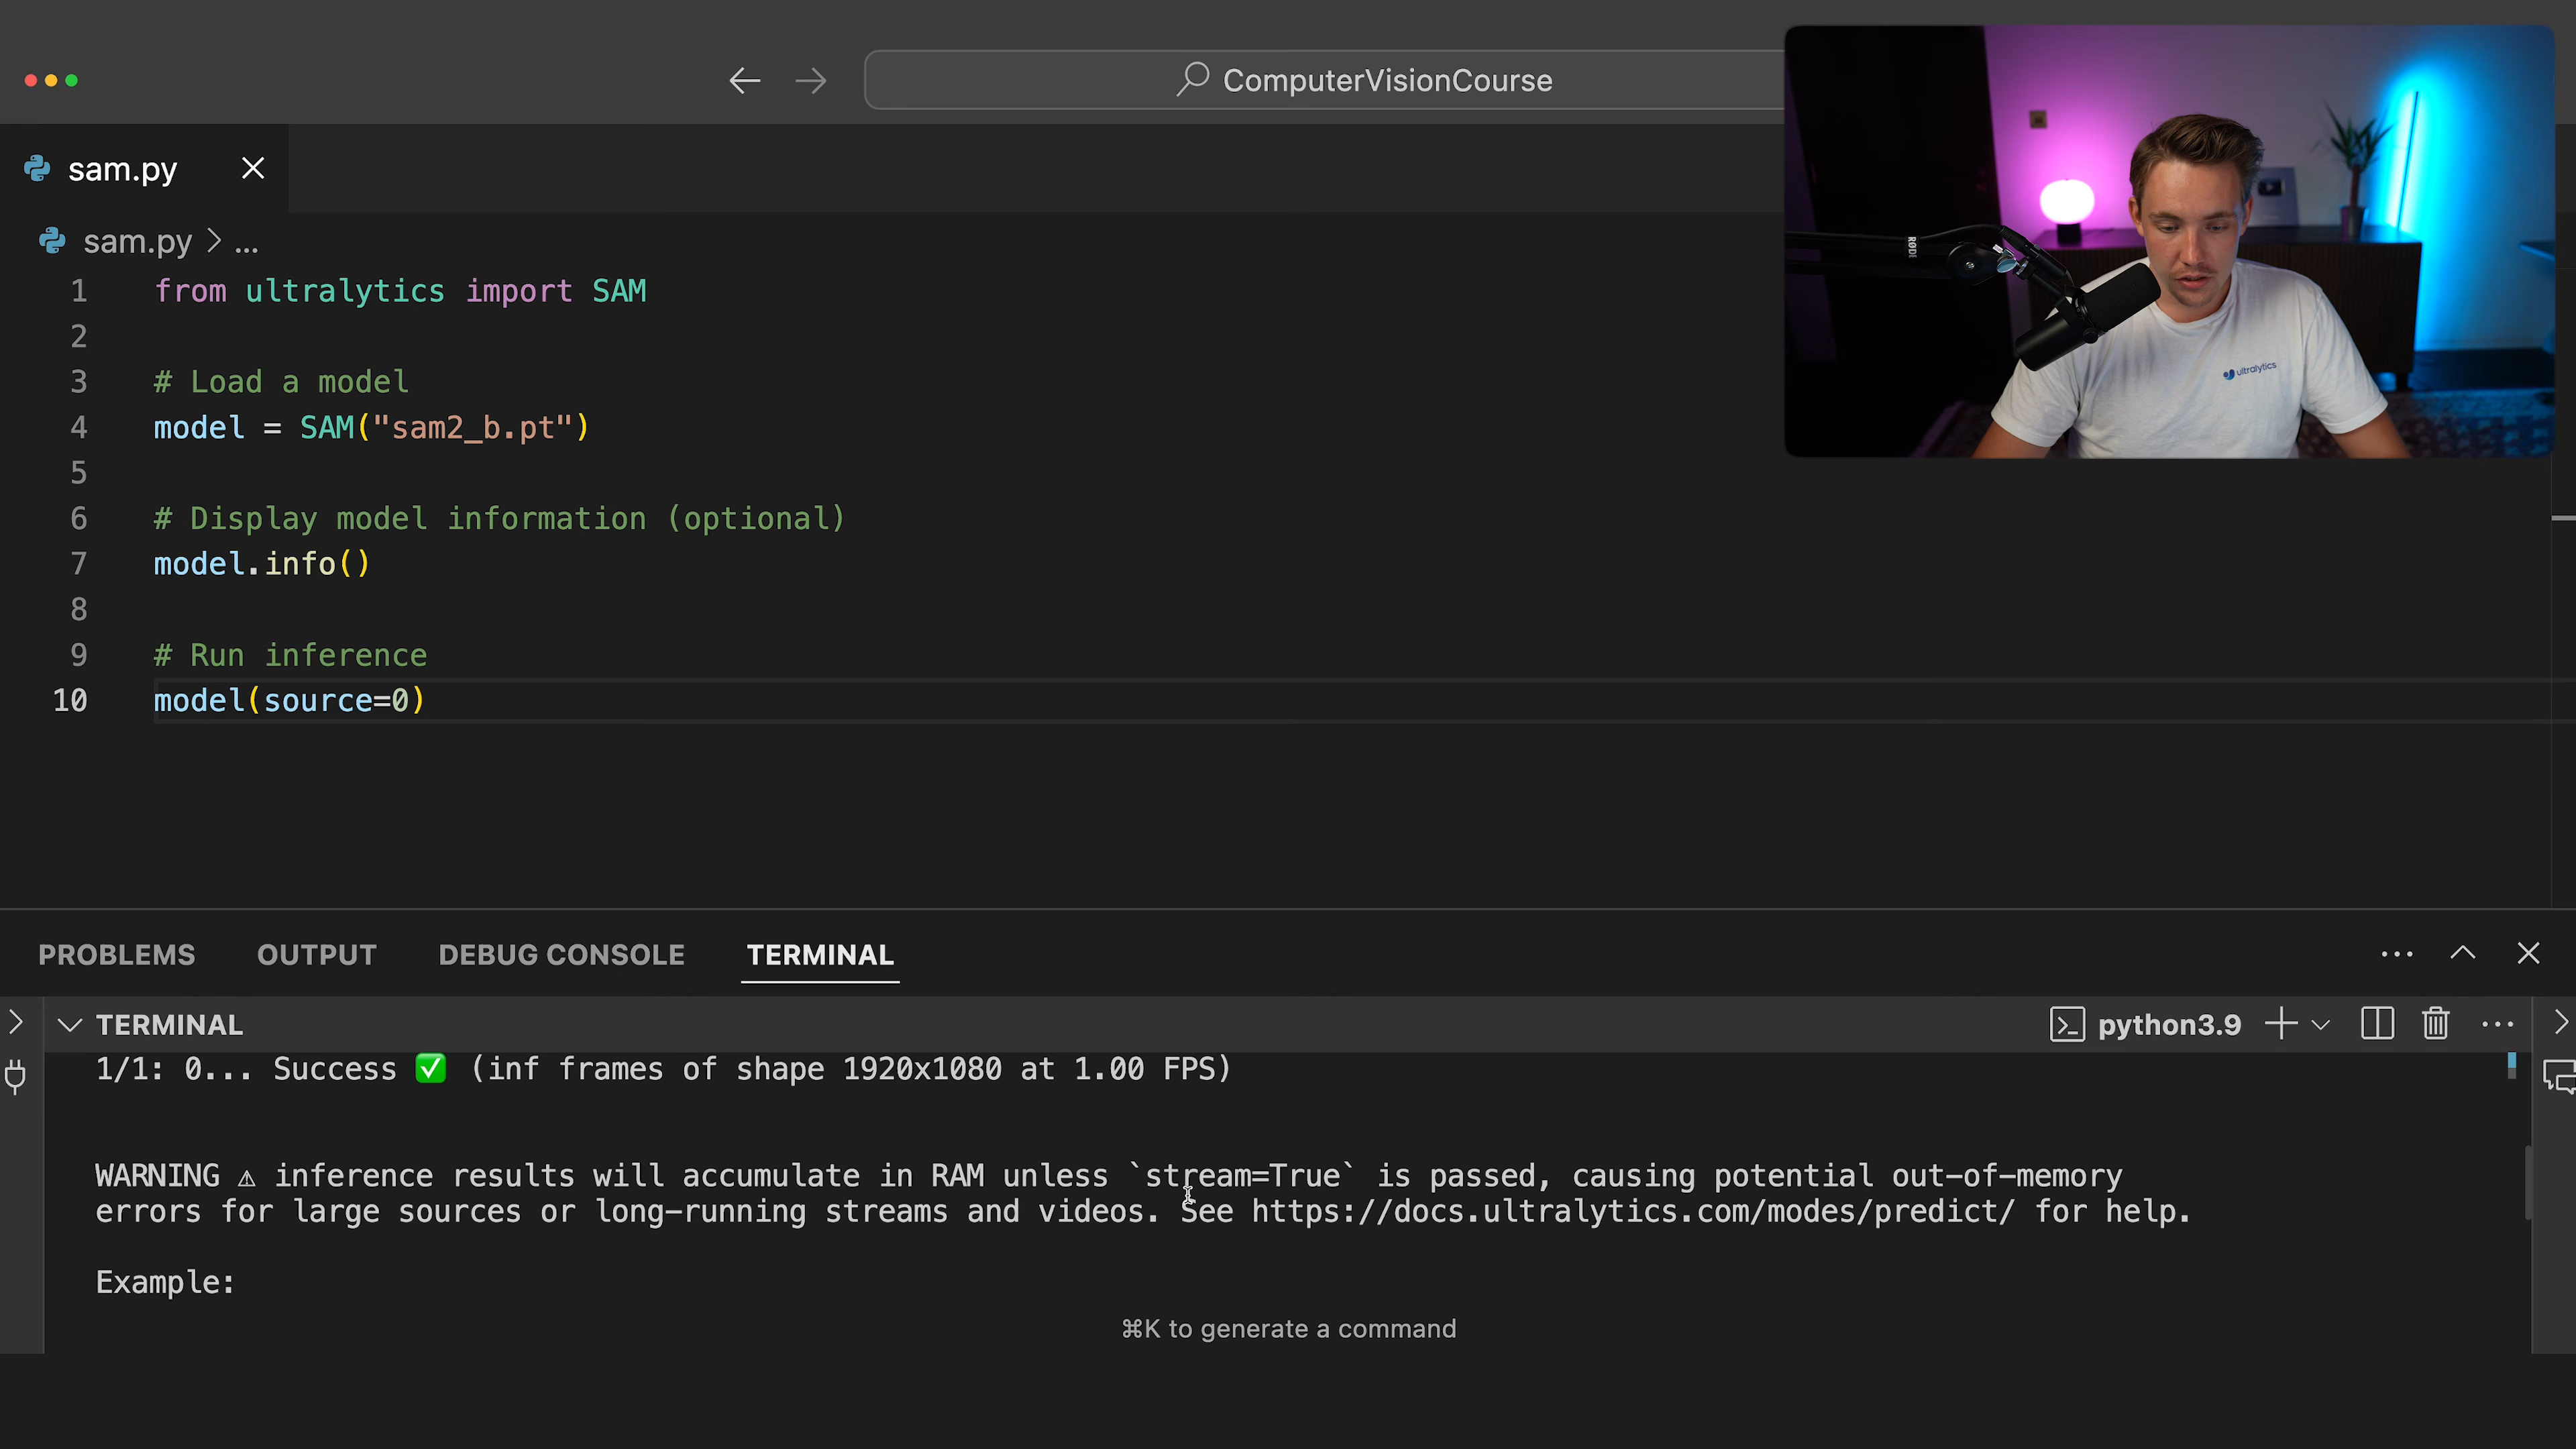 ComputerVisionCourse
sam.py
sam.py > ...
1 from ultralytics import SAM
2
3 # Load a model
4 model = SAM("sam2_b.pt")
5
6 # Display model information (optional)
7 model.info()
8
9 # Run inference
10 model(source=0)
RØDE
ultralytics
PROBLEMS OUTPUT DEBUG CONSOLE TERMINAL
TERMINAL
python3.9
1/1: 0... Success ✅ (inf frames of shape 1920x1080 at 1.00 FPS)
WARNING ⚠ inference results will accumulate in RAM unless `stream=True` is passed, causing potential out-of-memory
errors for large sources or long-running streams and videos. See https://docs.ultralytics.com/modes/predict/ for help.
Example:
⌘K to generate a command